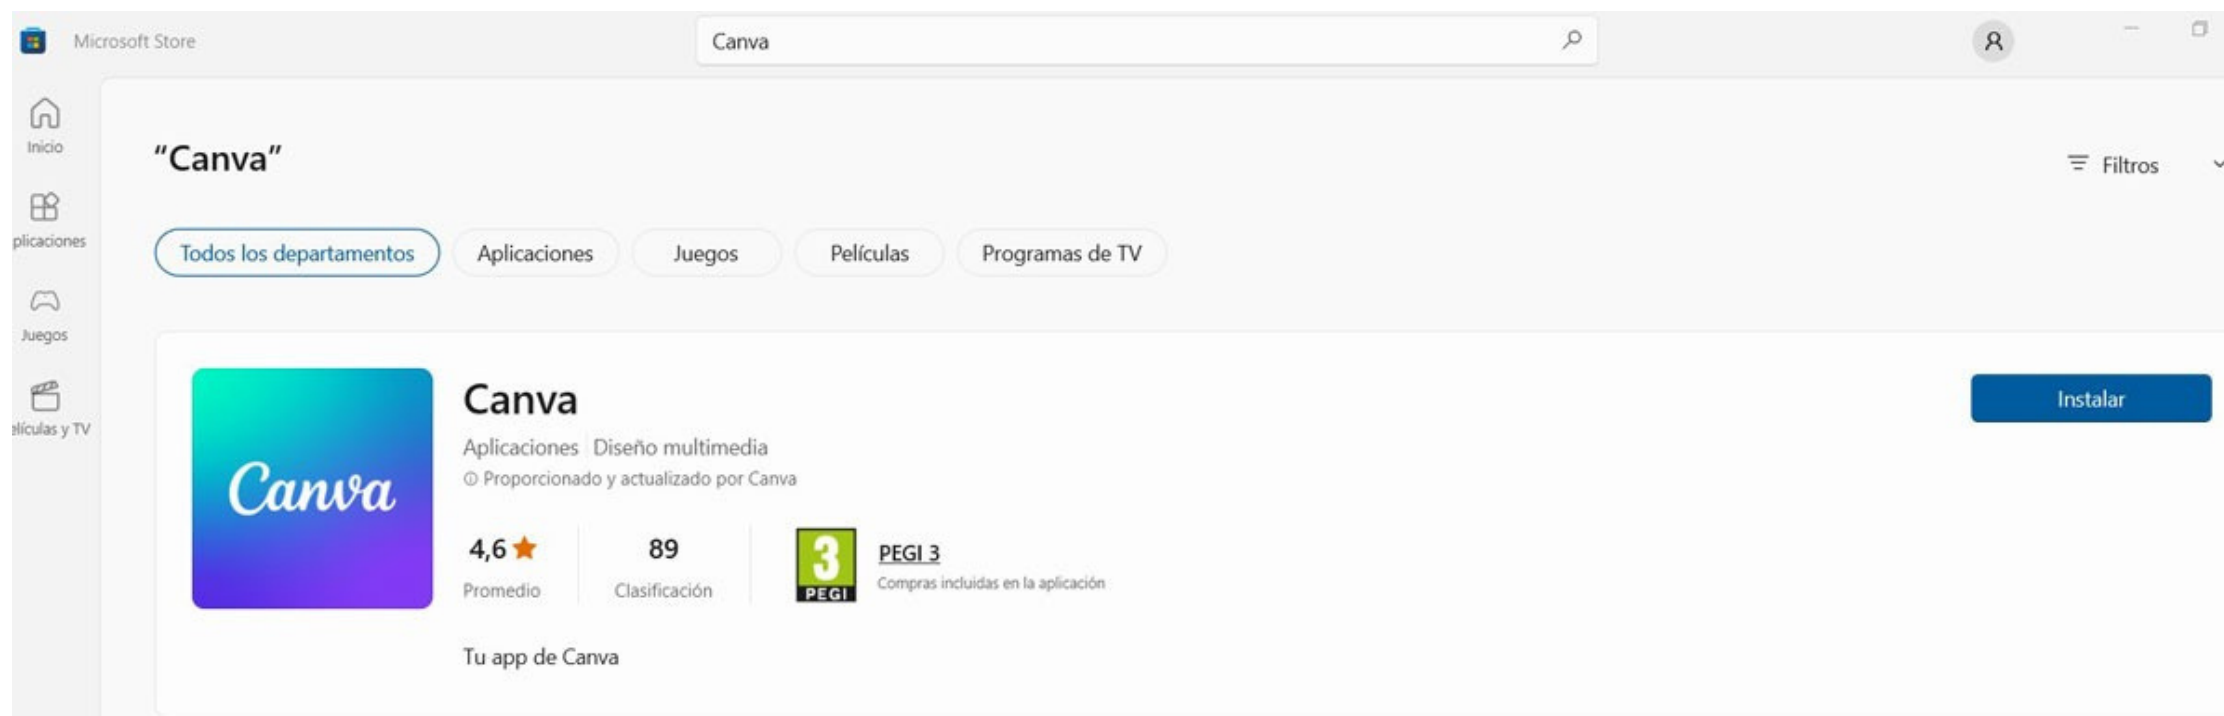 Microsoft Store
Canva
Inicio
plicaciones
Juegos
elículas y TV
“Canva”
Filtros
Todos los departamentos
Aplicaciones
Juegos
Películas
Programas de TV
Canva
Canva
Instalar
Aplicaciones Diseño multimedia
Proporcionado y actualizado por Canva
4,6
Promedio
89
Clasificación
3
PEGI
PEGI 3
Compras incluidas en la aplicación
Tu app de Canva